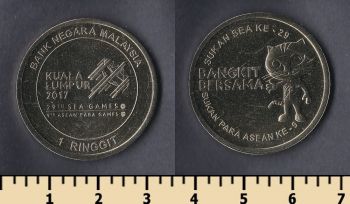 BANK NEGARA MALAYSIA
KUALA
LUMPUR
2017
29TH SEA GAMES
9TH ASEAN PARA GAMES
1 RINGGIT
SUKAN SEA KE-29
BANGKIT
BERSAMA
SUKAN PARA ASEAN KE-9
1 2 3 4 5 6 7